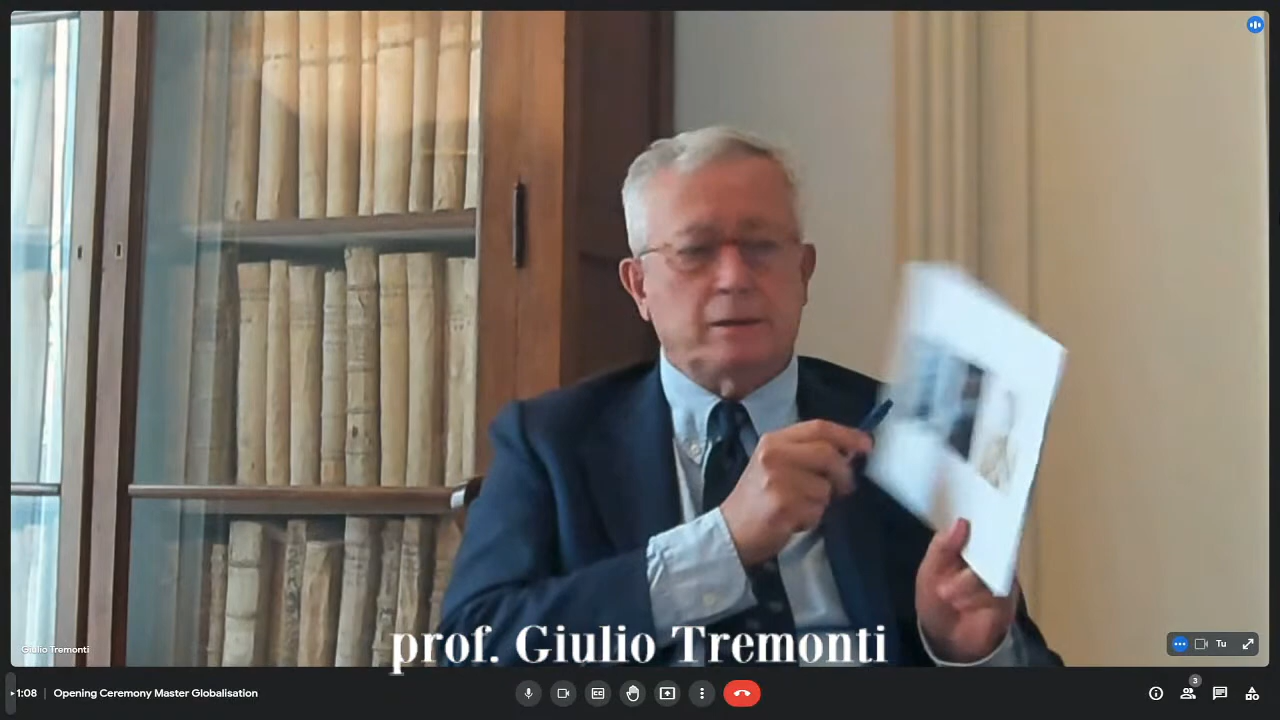 Tu
Giulio Tremonti
prof. Giulio Tremonti
1:08 | Opening Ceremony Master Globalisation
3